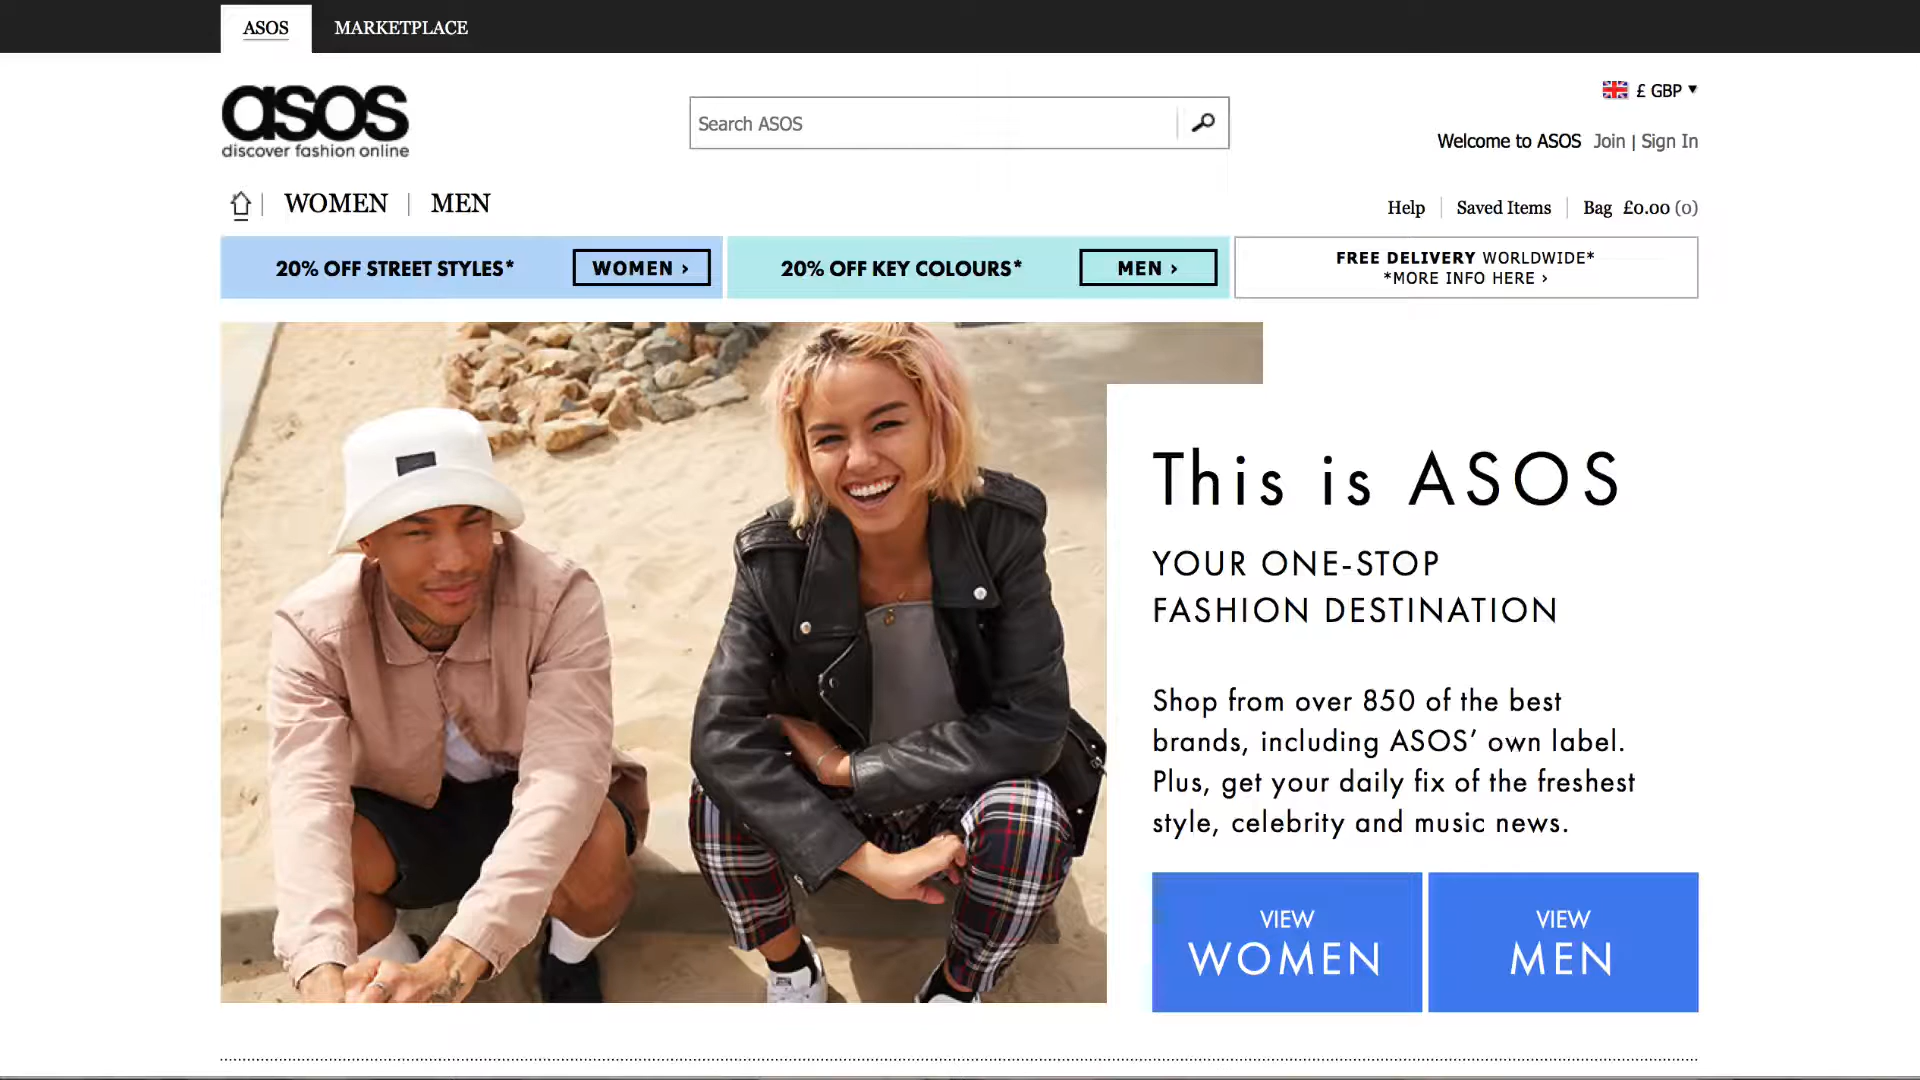 ASOS MARKETPLACE
asos
discover fashion online
Search ASOS
£ GBP
Welcome to ASOS Join | Sign In
WOMEN | MEN
Help Saved Items Bag £0.00 (0)
20% OFF STREET STYLES* WOMEN ›
20% OFF KEY COLOURS* MEN ›
FREE DELIVERY WORLDWIDE*
*MORE INFO HERE ›
This is ASOS
YOUR ONE-STOP
FASHION DESTINATION
Shop from over 850 of the best
brands, including ASOS’ own label.
Plus, get your daily fix of the freshest
style, celebrity and music news.
VIEW
WOMEN
VIEW
MEN